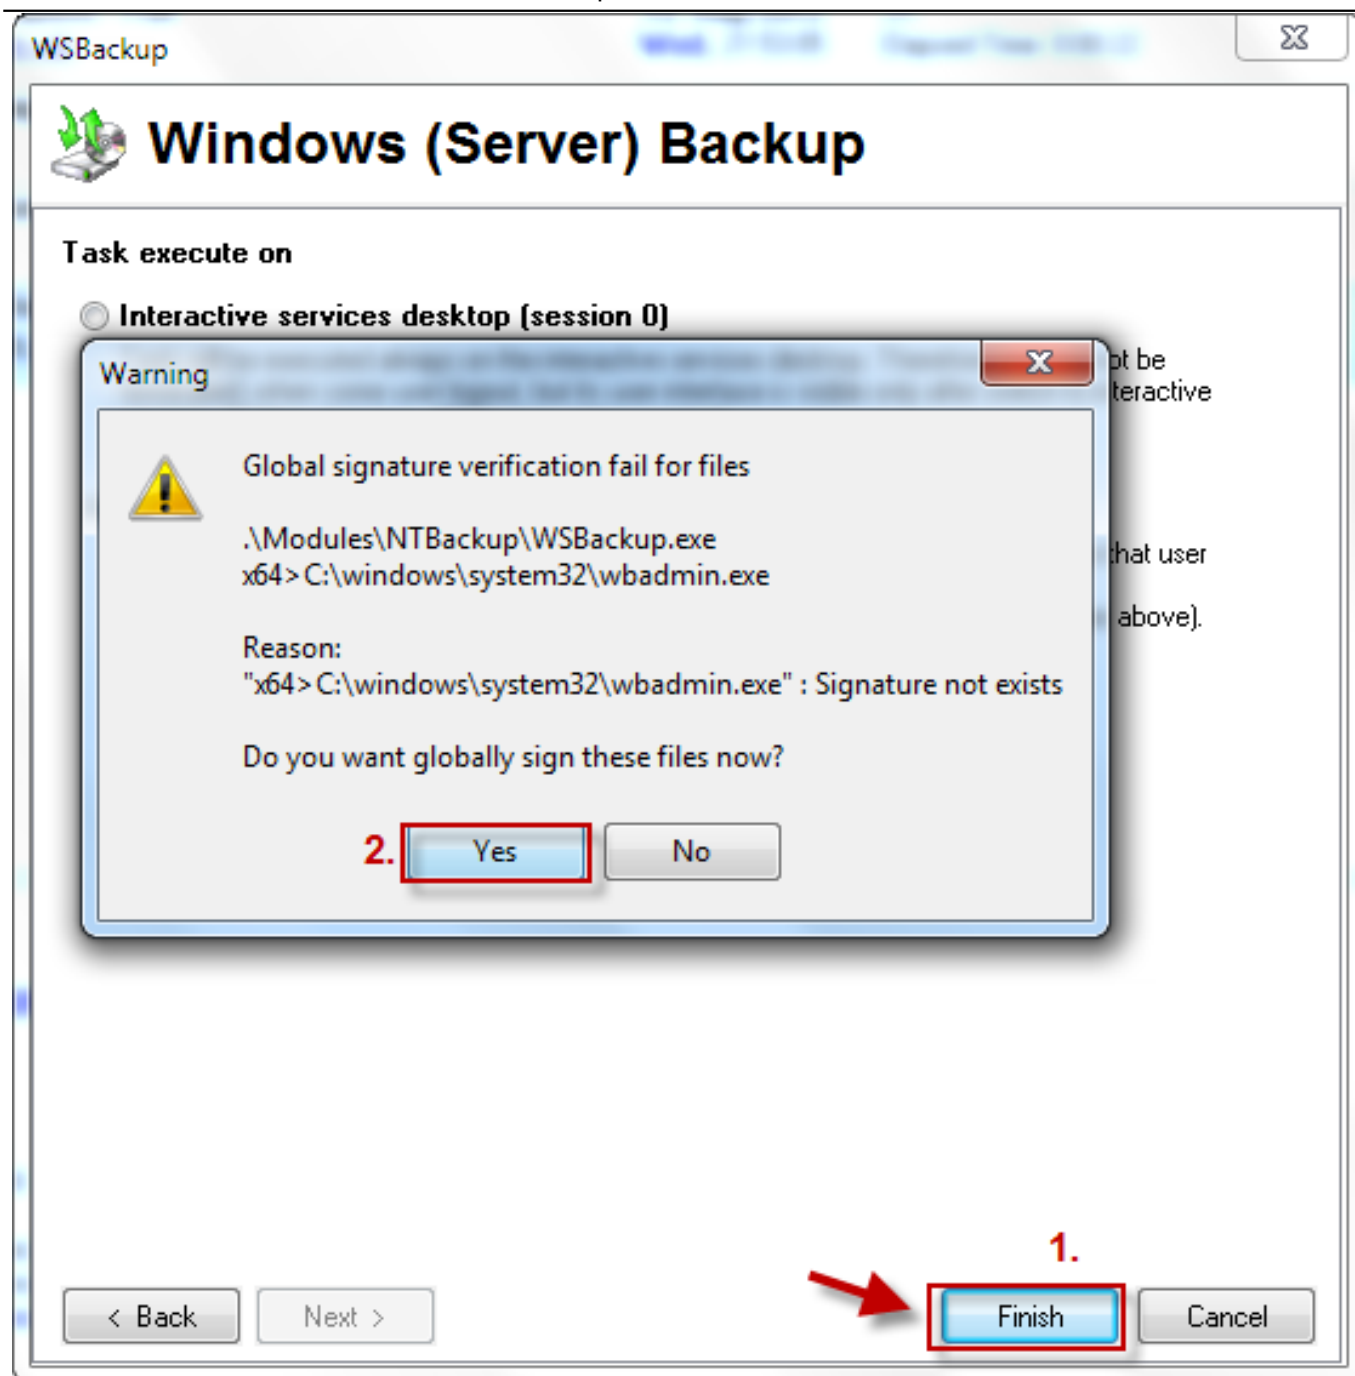 WSBackup
Windows (Server) Backup
Task execute on
Interactive services desktop (session 0)
Warning
ot be
teractive
Global signature verification fail for files
.\Modules\NTBackup\WSBackup.exe
x64>C:\windows\system32\wbadmin.exe
that user
above).
Reason:
"x64>C:\windows\system32\wbadmin.exe" : Signature not exists
Do you want globally sign these files now?
2. Yes No
1.
< Back Next > Finish Cancel